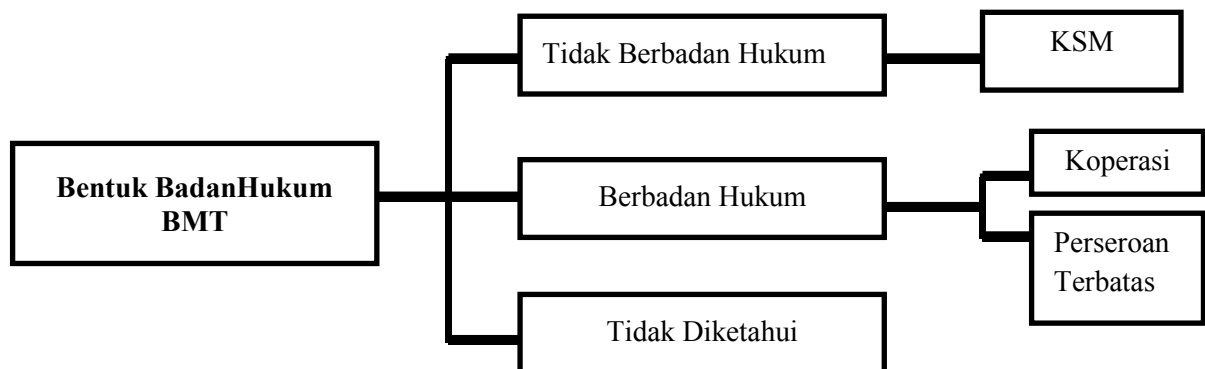 Bentuk BadanHukum
BMT
Tidak Berbadan Hukum
KSM
Berbadan Hukum
Koperasi
Perseroan
Terbatas
Tidak Diketahui